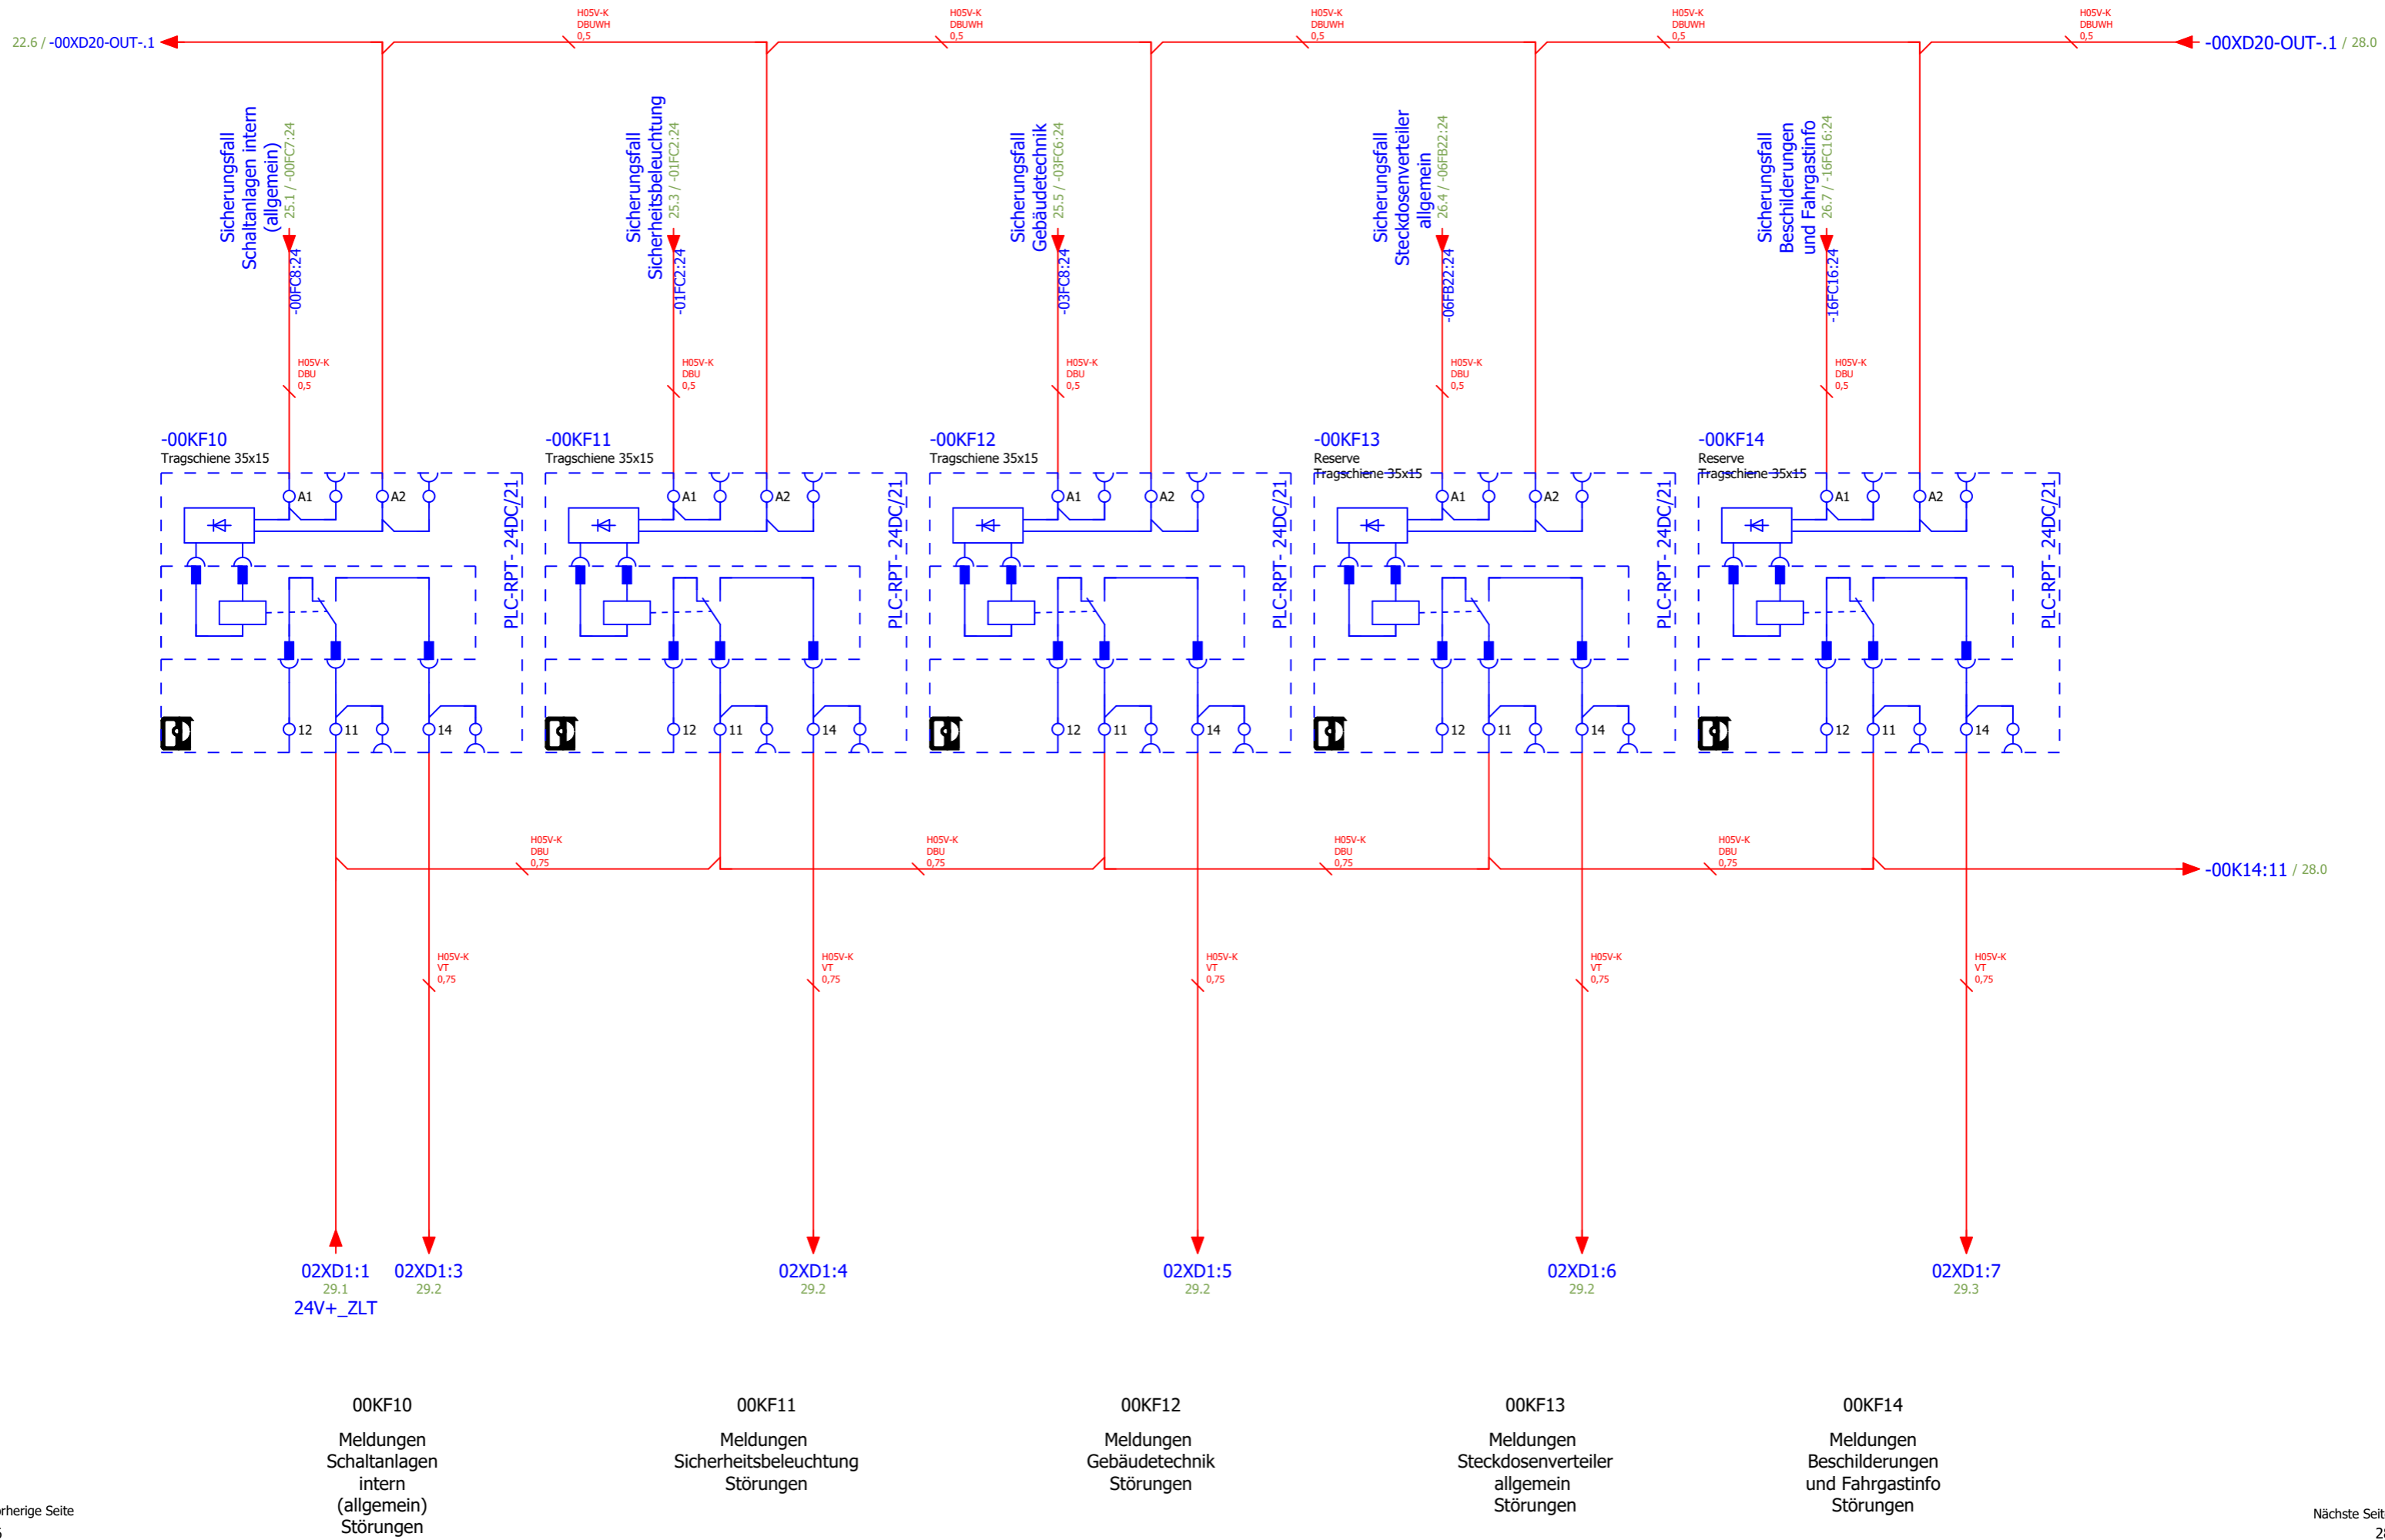 22.6 / -00XD20-OUT-.1
H05V-K
DBUWH
0,5
H05V-K
DBUWH
0,5
H05V-K
DBUWH
0,5
H05V-K
DBUWH
0,5
H05V-K
DBUWH
0,5
-00XD20-OUT-.1 / 28.0
Sicherungsfall
Schaltanlagen intern
(allgemein)
25.1 / -00FC7:24
-00FC8:24
Sicherungsfall
Sicherheitsbeleuchtung
25.3 / -01FC2:24
-01FC2:24
Sicherungsfall
Gebäudetechnik
25.5 / -03FC6:24
-03FC8:24
Sicherungsfall
Steckdosenverteiler
allgemein
26.4 / -06FB22:24
-06FB22:24
Sicherungsfall
Beschilderungen
und Fahrgastinfo
26.7 / -16FC16:24
-16FC16:24
H05V-K
DBU
0,5
H05V-K
DBU
0,5
H05V-K
DBU
0,5
H05V-K
DBU
0,5
H05V-K
DBU
0,5
-00KF10
Tragschiene 35x15
A1 A2
PLC-RPT- 24DC/21
12 11 14
-00KF11
Tragschiene 35x15
A1 A2
PLC-RPT- 24DC/21
12 11 14
-00KF12
Tragschiene 35x15
A1 A2
PLC-RPT- 24DC/21
12 11 14
-00KF13
Reserve
Tragschiene 35x15
A1 A2
PLC-RPT- 24DC/21
12 11 14
-00KF14
Reserve
Tragschiene 35x15
A1 A2
PLC-RPT- 24DC/21
12 11 14
H05V-K
DBU
0,75
H05V-K
DBU
0,75
H05V-K
DBU
0,75
H05V-K
DBU
0,75
-00K14:11 / 28.0
H05V-K
VT
0,75
H05V-K
VT
0,75
H05V-K
VT
0,75
H05V-K
VT
0,75
H05V-K
VT
0,75
02XD1:1
29.1
24V+_ZLT
02XD1:3
29.2
02XD1:4
29.2
02XD1:5
29.2
02XD1:6
29.2
02XD1:7
29.3
00KF10
Meldungen
Schaltanlagen
intern
(allgemein)
Störungen
00KF11
Meldungen
Sicherheitsbeleuchtung
Störungen
00KF12
Meldungen
Gebäudetechnik
Störungen
00KF13
Meldungen
Steckdosenverteiler
allgemein
Störungen
00KF14
Meldungen
Beschilderungen
und Fahrgastinfo
Störungen
rherige Seite
Nächste Seit